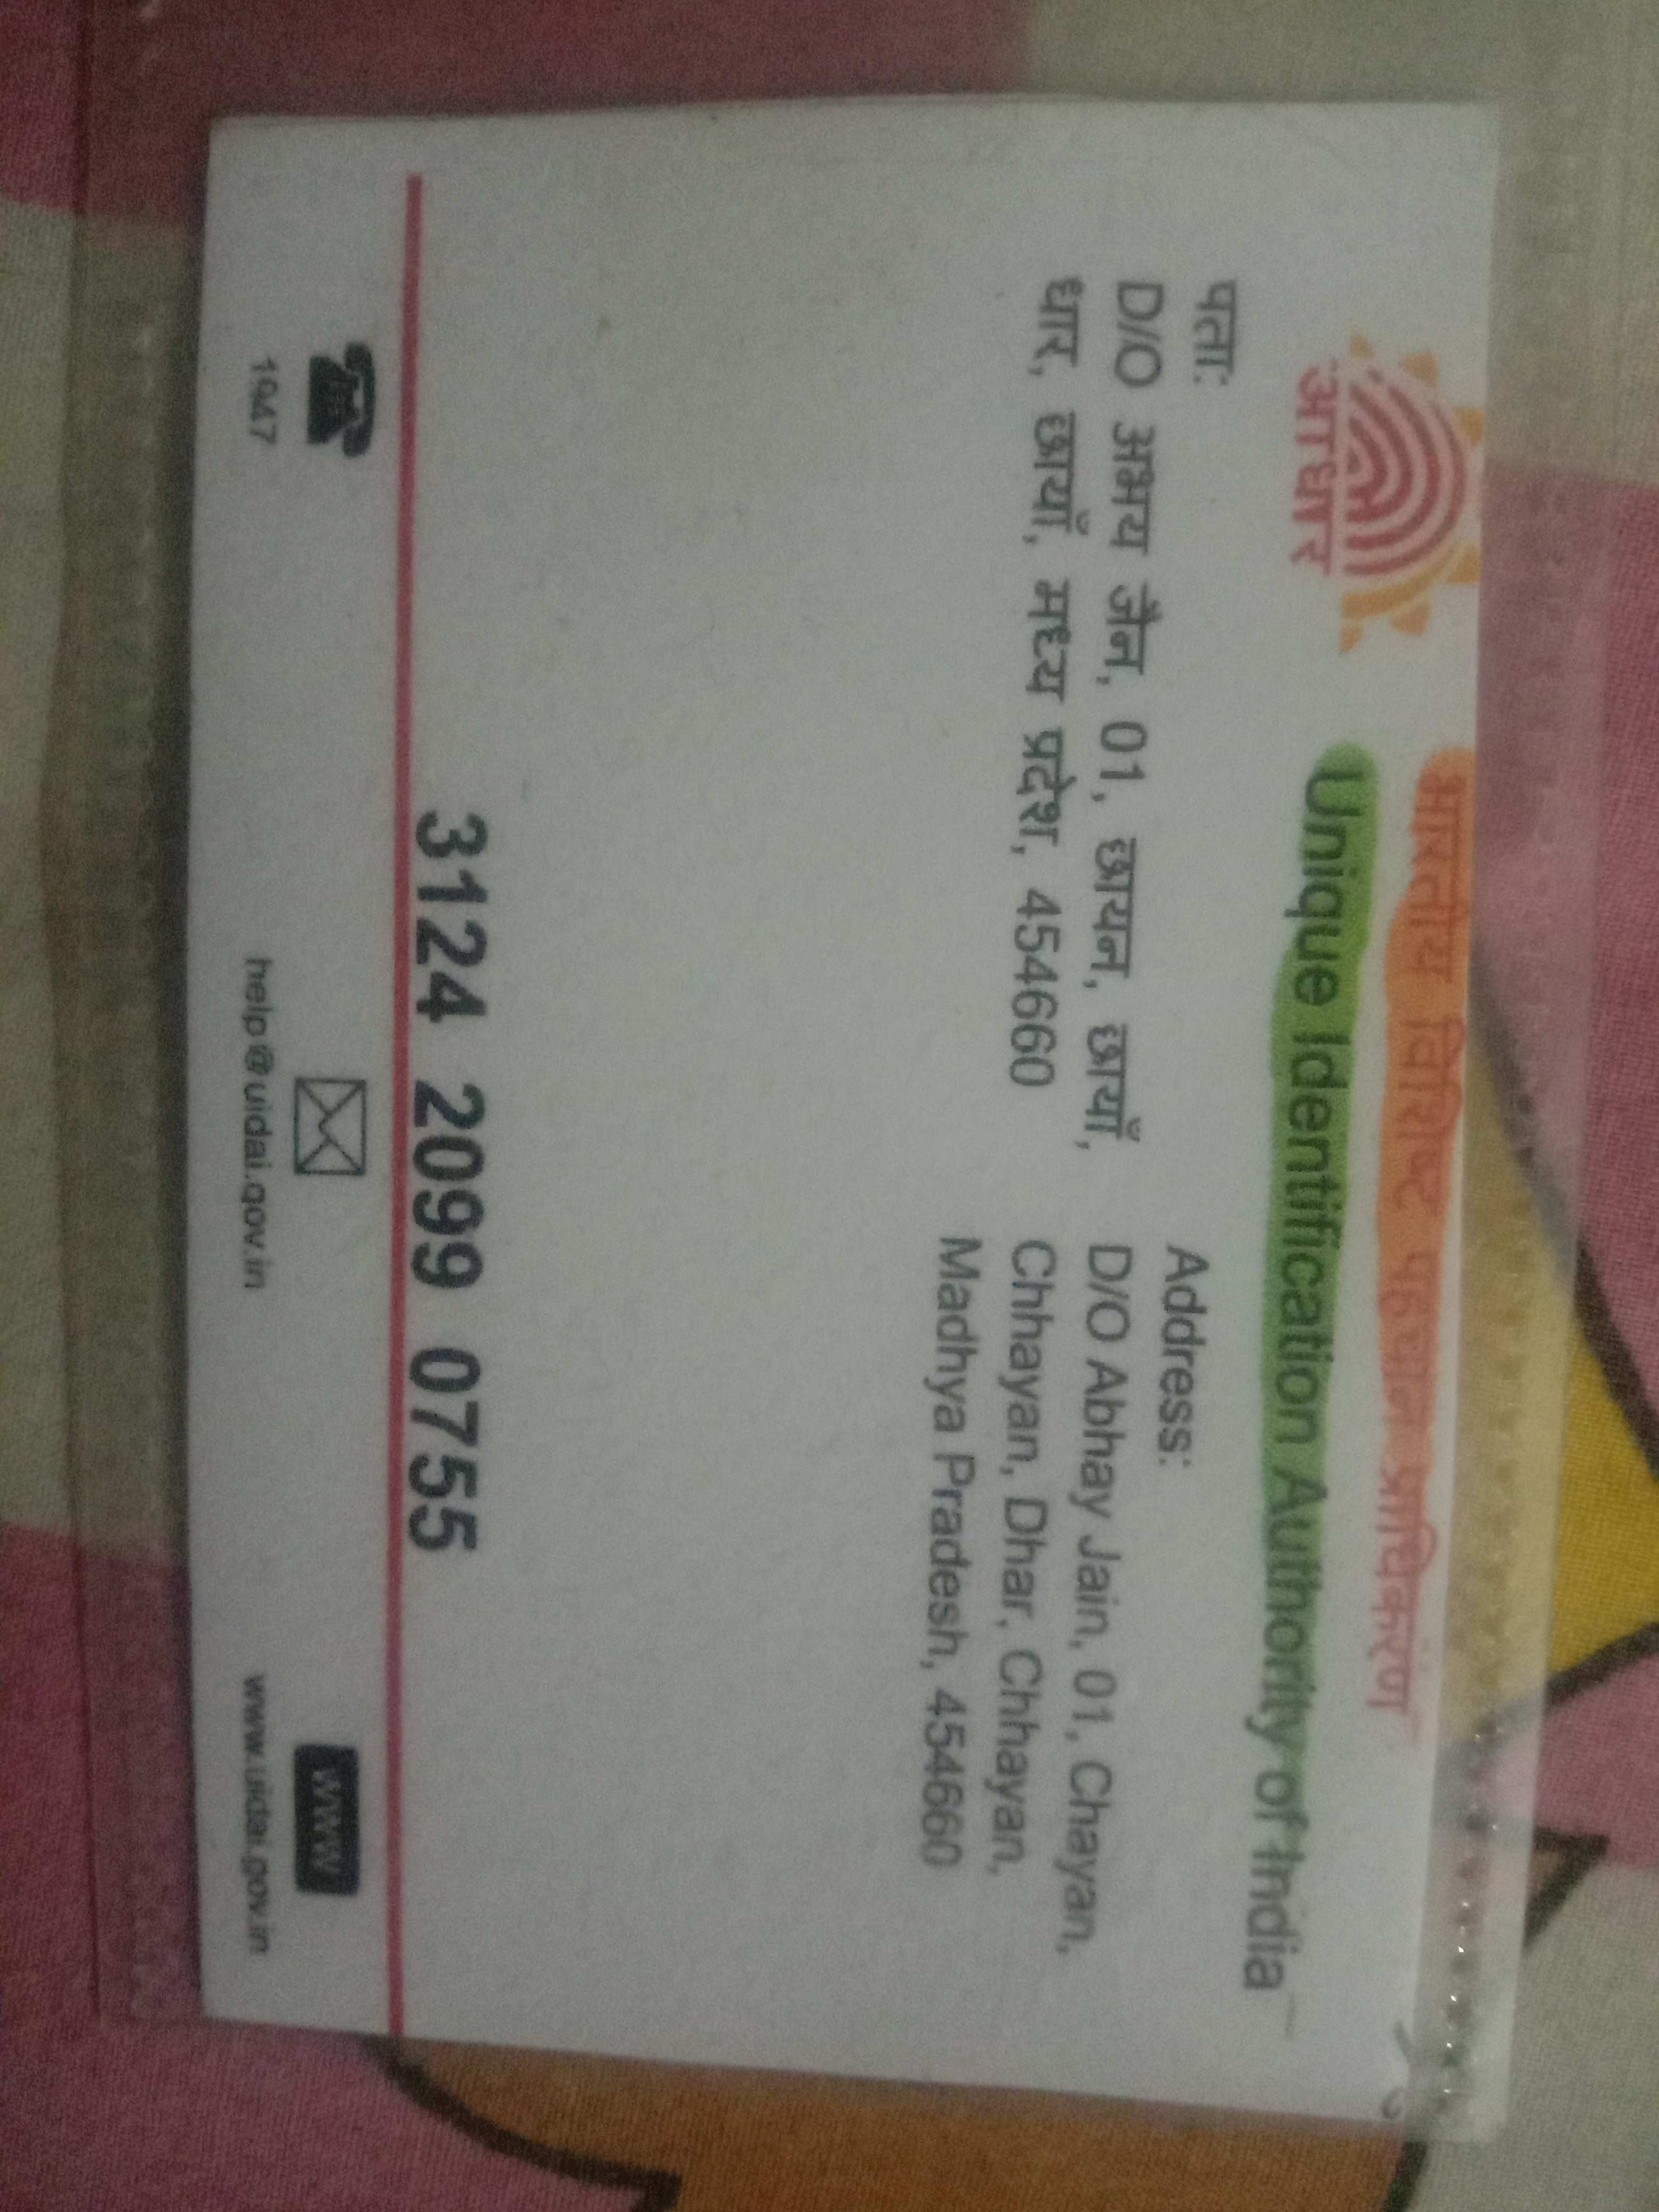 भारतीय विशिष्ट पहचान प्राधिकरण
Unique Identification Authority of India
आधार
पता:
D/O अभय जैन, 01, छायन, छायाँ,
धार, छायाँ, मध्य प्रदेश, 454660
Address:
D/O Abhay Jain, 01, Chayan,
Chhayan, Dhar, Chhayan,
Madhya Pradesh, 454660
3124 2099 0755
1947
help@uidai.gov.in
www
www.uidai.gov.in